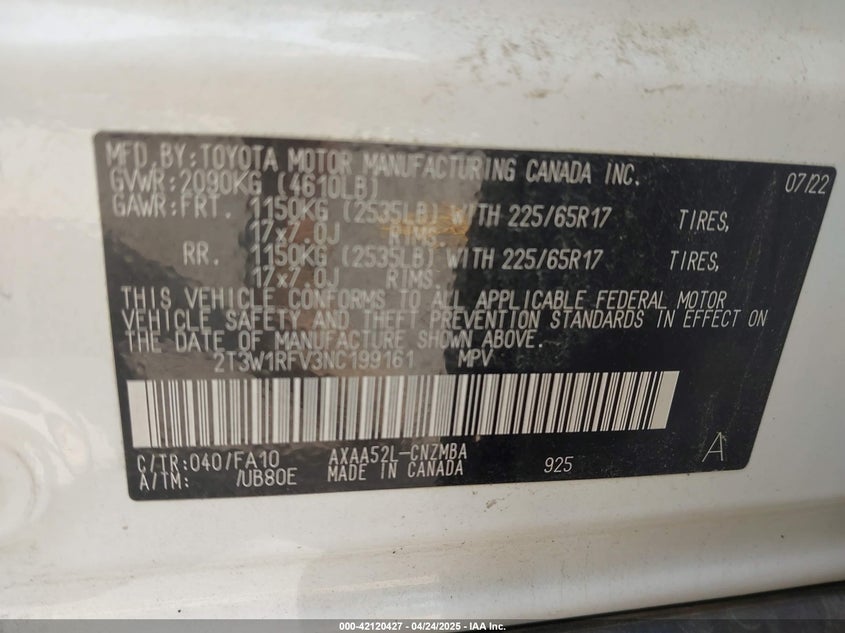 MFD.BY:TOYOTA MOTOR MANUFACTURING CANADA INC. 07/22
GVWR:2090KG (4610LB)
GAWR:FRT. 1150KG (2535LB) WITH 225/65R17 TIRES,
17x7.0J RIMS.
RR. 1150KG (2535LB) WITH 225/65R17 TIRES,
17x7.0J RIMS.
THIS VEHICLE CONFORMS TO ALL APPLICABLE FEDERAL MOTOR
VEHICLE SAFETY AND THEFT PREVENTION STANDARDS IN EFFECT ON
THE DATE OF MANUFACTURE SHOWN ABOVE.
2T3W1RFV3NC199161 MPV
C/TR:040/FA10 AXAA52L-CNZMBA 925 A
A/TM: /UB80E MADE IN CANADA
000-42120427 - 04/24/2025 - IAA Inc.